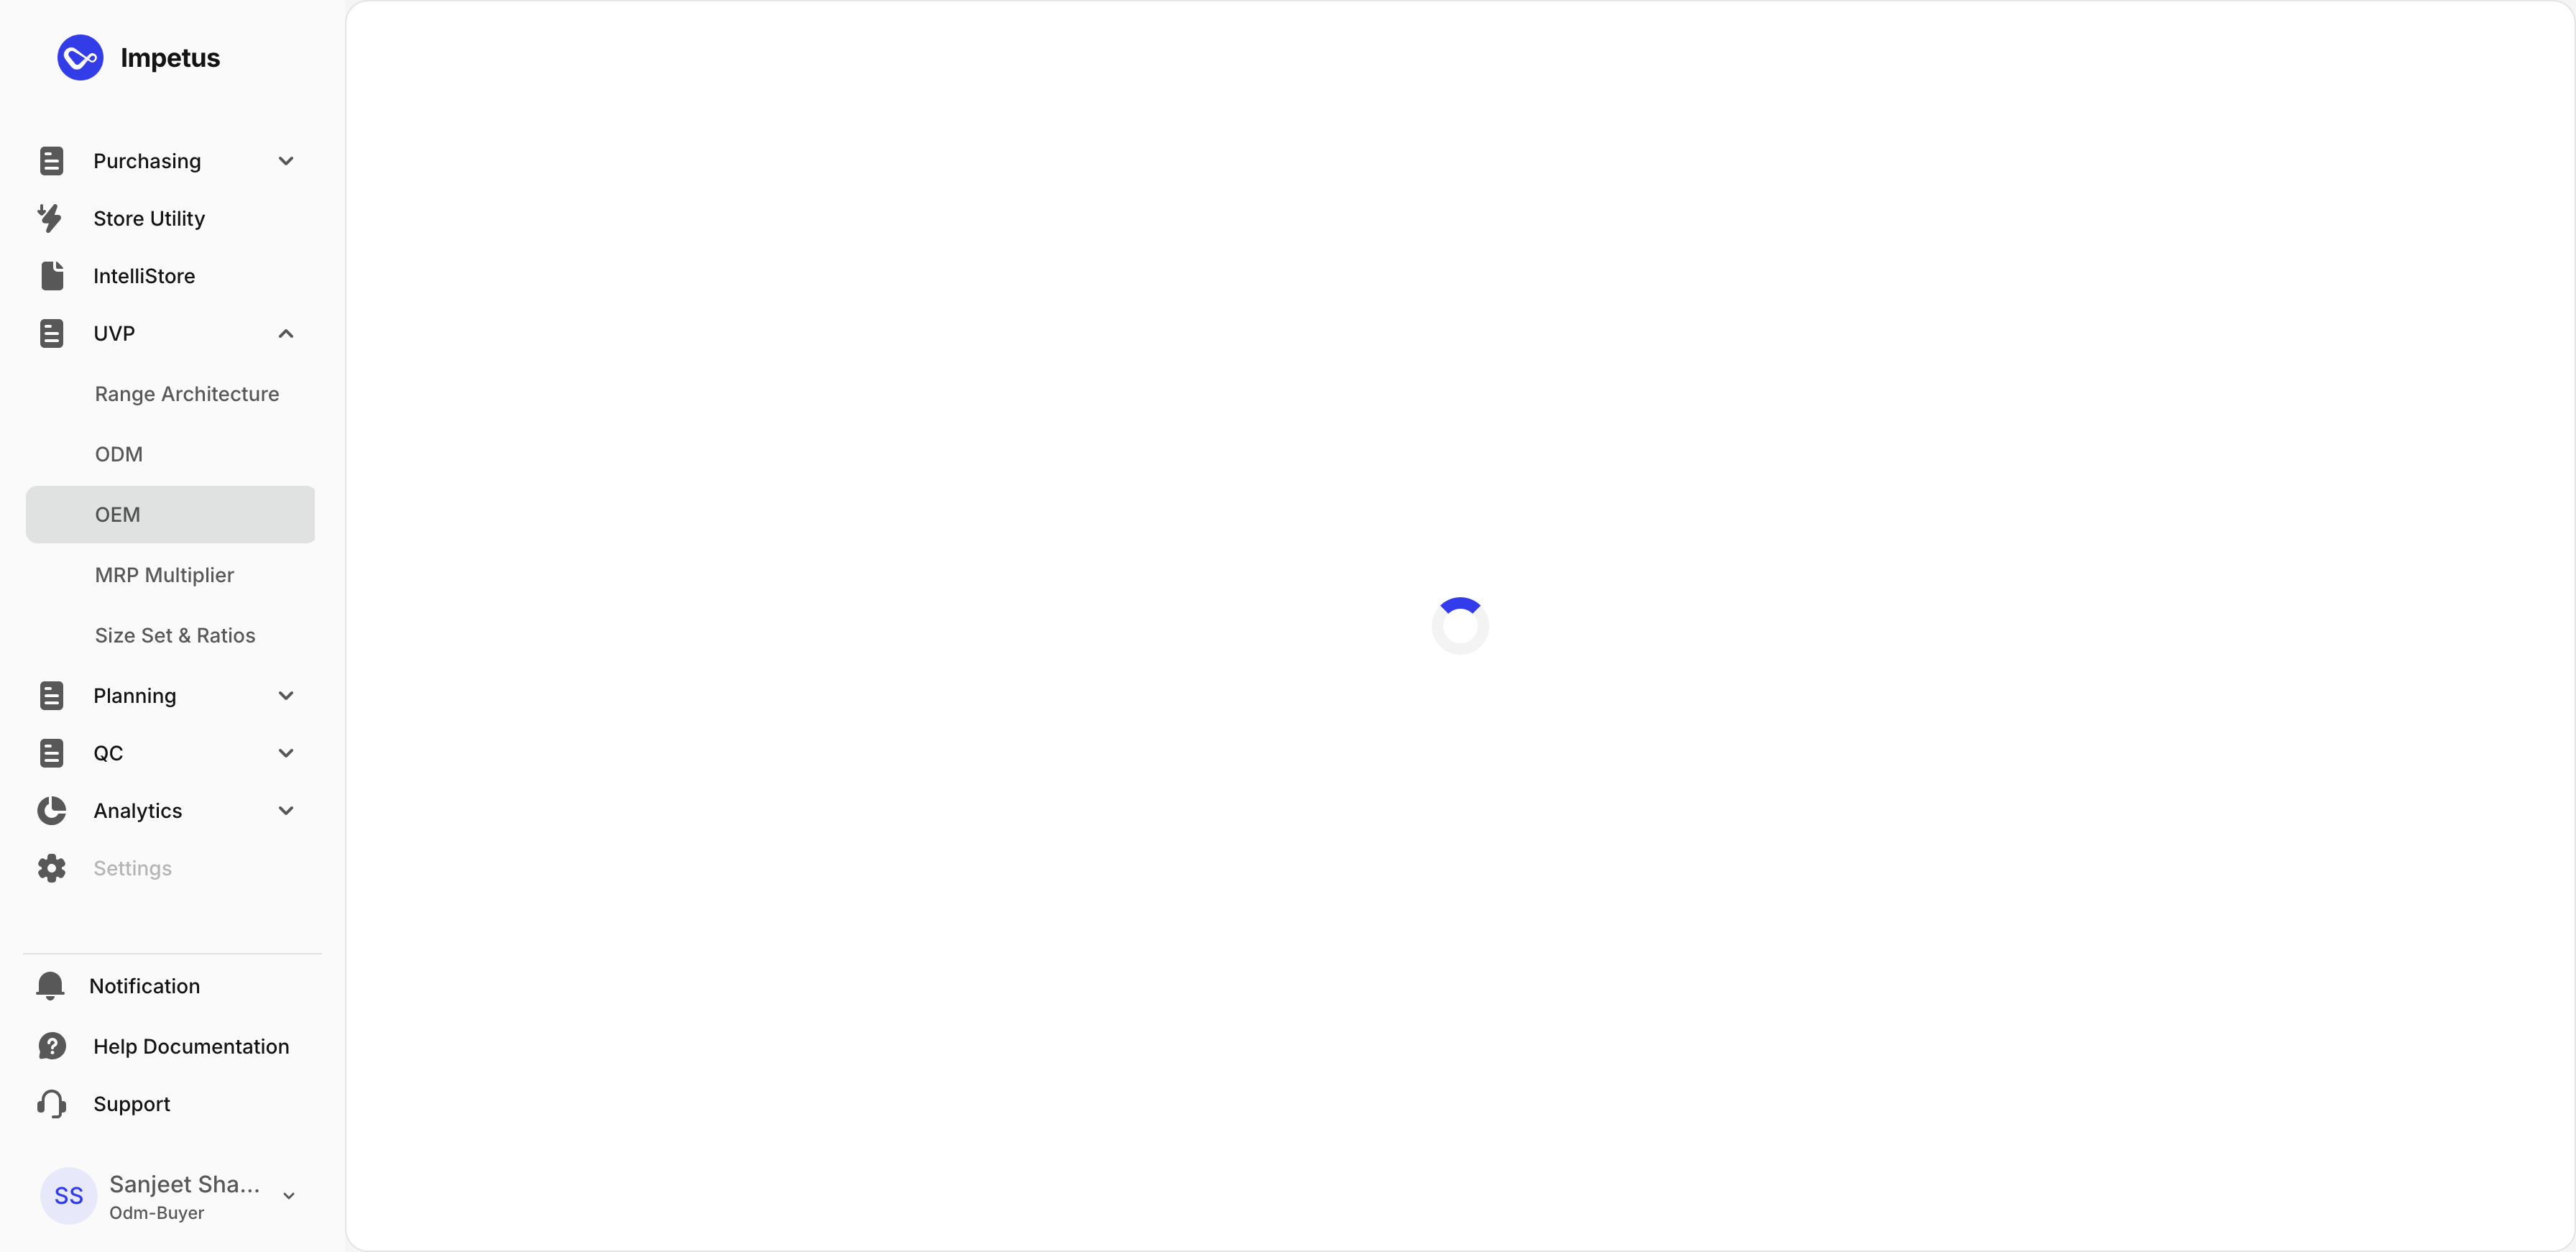 Impetus
Purchasing
Store Utility
IntelliStore
UVP
Range Architecture
ODM
OEM
MRP Multiplier
Size Set & Ratios
Planning
QC
Analytics
Settings
Notification
Help Documentation
Support
SS
Sanjeet Sha...
Odm-Buyer